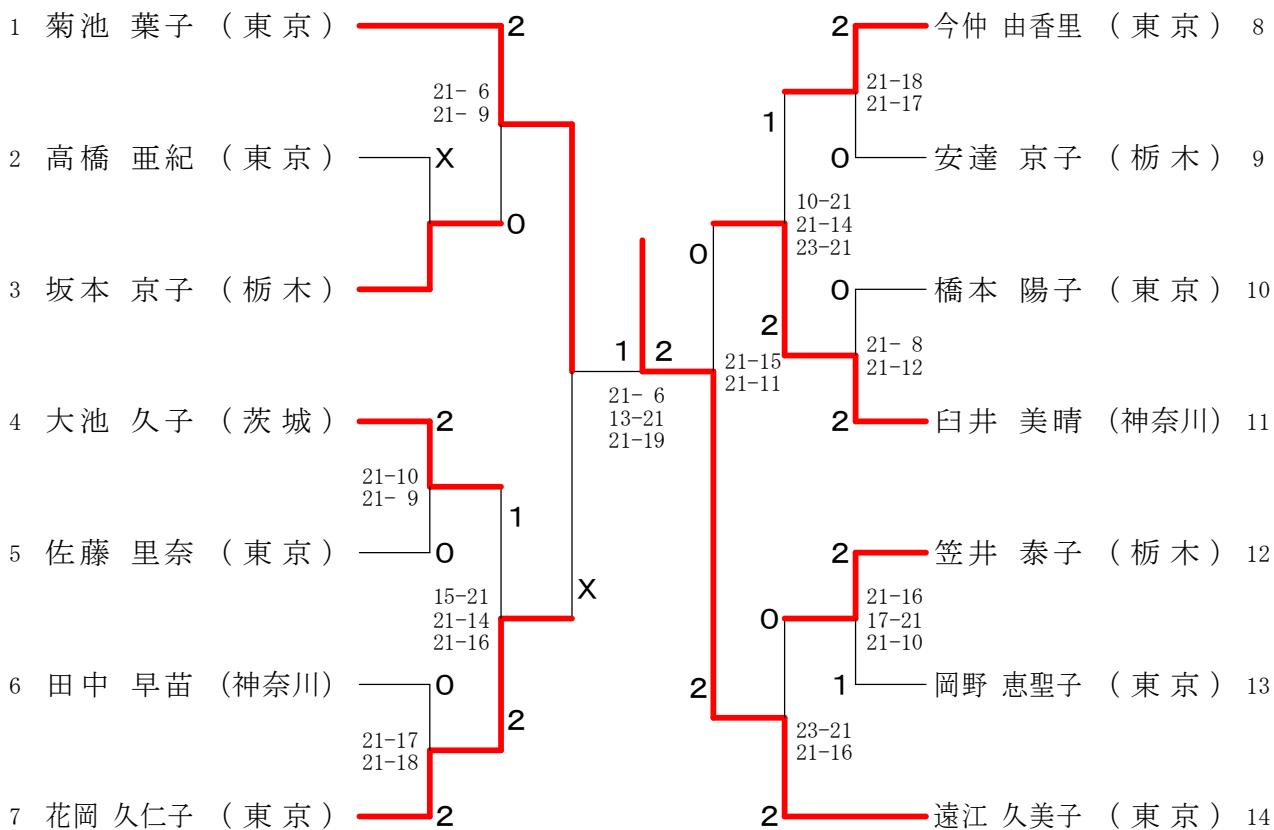 1 菊池 葉子 (東 京) 2
21- 6
21- 9
2 高橋 亜紀 (東 京) X
0
3 坂本 京子 (栃 木)
4 大池 久子 (茨 城) 2
21-10
21- 9
1
5 佐藤 里奈 (東 京) 0
15-21
21-14
21-16
X
6 田中 早苗 (神奈川) 0
21-17
21-18
2
7 花岡 久仁子 (東 京) 2
1 2
21- 6
13-21
21-19
2 今仲 由香里 (東 京) 8
21-18
21-17
1
0 安達 京子 (栃 木) 9
10-21
21-14
23-21
0
0 橋本 陽子 (東 京) 10
2
21- 8
21-12
21-15
21-11
2 臼井 美晴 (神奈川) 11
2 笠井 泰子 (栃 木) 12
21-16
17-21
21-10
0
1 岡野 恵聖子 (東 京) 13
2
23-21
21-16
2 遠江 久美子 (東 京) 14